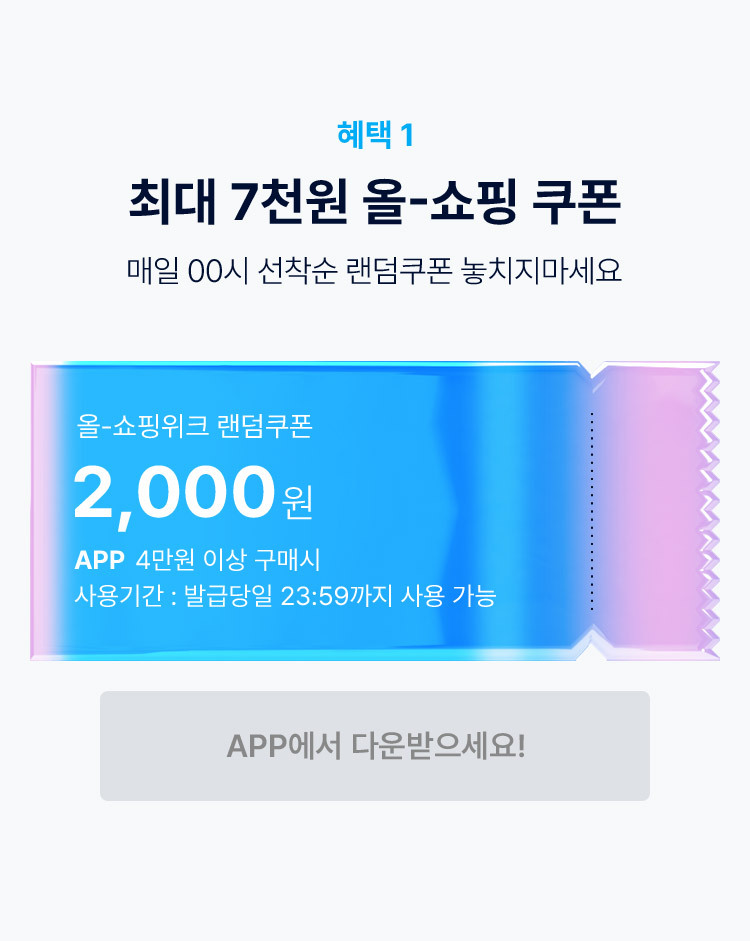 혜택 1
최대 7천원 올-쇼핑 쿠폰
매일 00시 선착순 랜덤쿠폰 놓치지마세요
올-쇼핑위크 랜덤쿠폰
2,000원
APP 4만원 이상 구매시
사용기간 : 발급당일 23:59까지 사용 가능
APP에서 다운받으세요!